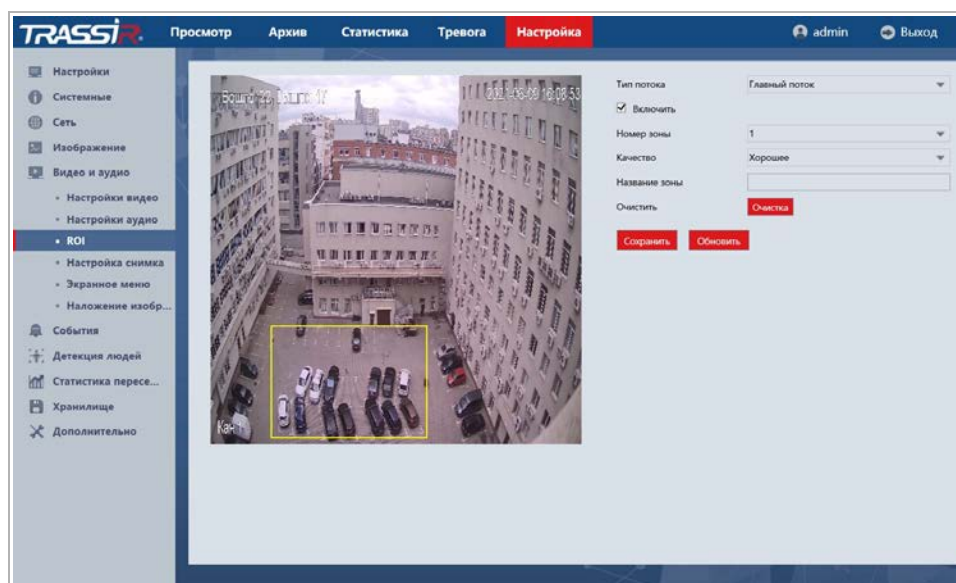 TRASSIR
Просмотр Архив Статистика Тревога Настройка admin Выход
Настройки
Системные
Сеть
Изображение
Видео и аудио
Настройки видео
Настройки аудио
ROI
Настройка снимка
Экранное меню
Наложение изобр...
События
Детекция людей
Статистика пересе...
Хранилище
Дополнительно
Кан 1
Тип потока Главный поток
Включить
Номер зоны 1
Качество Хорошее
Название зоны
Очистить Очистка
Сохранить Обновить